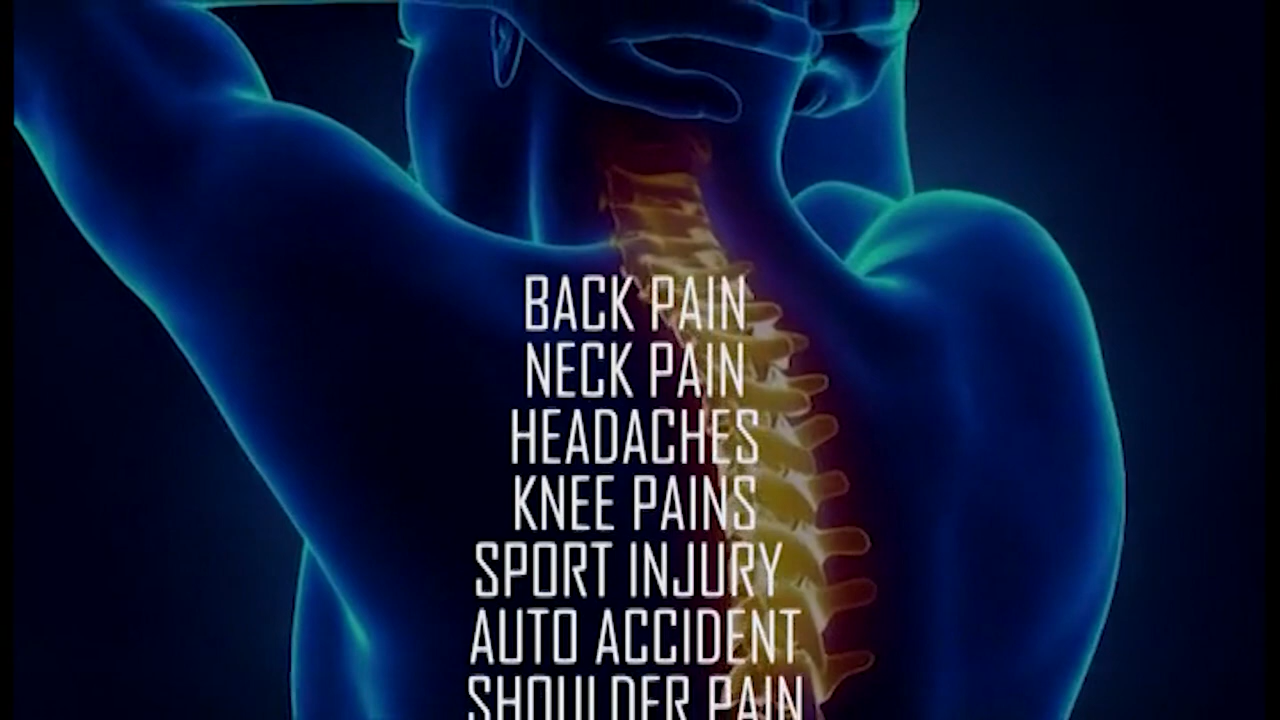 BACK PAIN
NECK PAIN
HEADACHES
KNEE PAINS
SPORT INJURY
AUTO ACCIDENT
SHOULDER PAIN